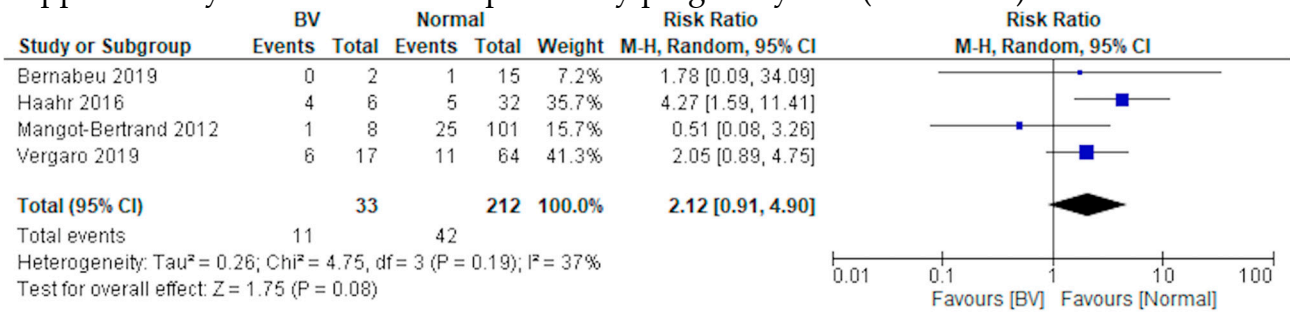 BV Normal Risk Ratio Risk Ratio
Study or Subgroup Events Total Events Total Weight M-H, Random, 95% CI M-H, Random, 95% CI
Bernabeu 2019 0 2 1 15 7.2% 1.78 [0.09, 34.09]
Haahr 2016 4 6 5 32 35.7% 4.27 [1.59, 11.41]
Mangot-Bertrand 2012 1 8 25 101 15.7% 0.51 [0.08, 3.26]
Vergaro 2019 6 17 11 64 41.3% 2.05 [0.89, 4.75]
Total (95% CI) 33 212 100.0% 2.12 [0.91, 4.90]
Total events 11 42
Heterogeneity: Tau² = 0.26; Chi² = 4.75, df = 3 (P = 0.19); I² = 37%
Test for overall effect: Z = 1.75 (P = 0.08)
0.01 0.1 1 10 100
Favours [BV] Favours [Normal]